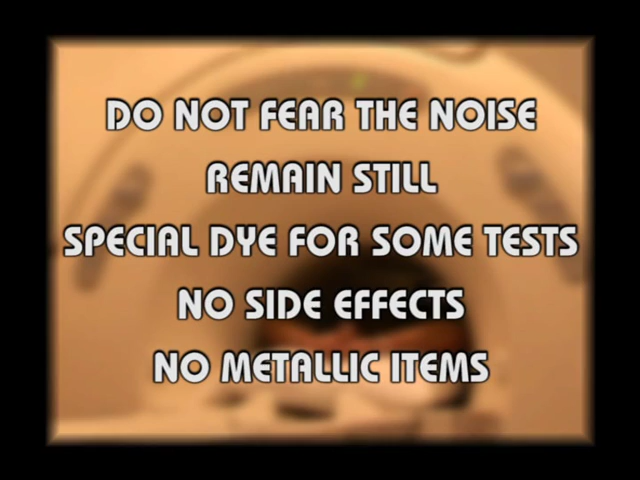 DO NOT FEAR THE NOISE
REMAIN STILL
SPECIAL DYE FOR SOME TESTS
NO SIDE EFFECTS
NO METALLIC ITEMS